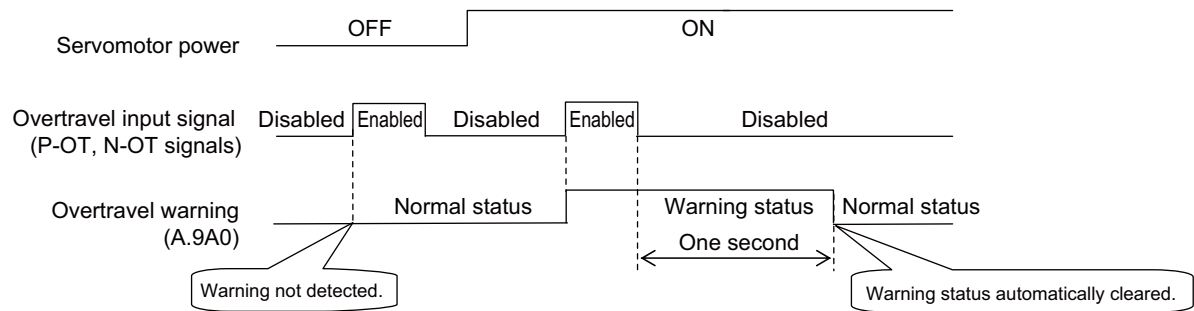 OFF
ON
Servomotor power
Overtravel input signal
(P-OT, N-OT signals)
Disabled
Enabled
Disabled
Enabled
Disabled
Overtravel warning
(A.9A0)
Normal status
Warning status
Normal status
One second
Warning not detected.
Warning status automatically cleared.